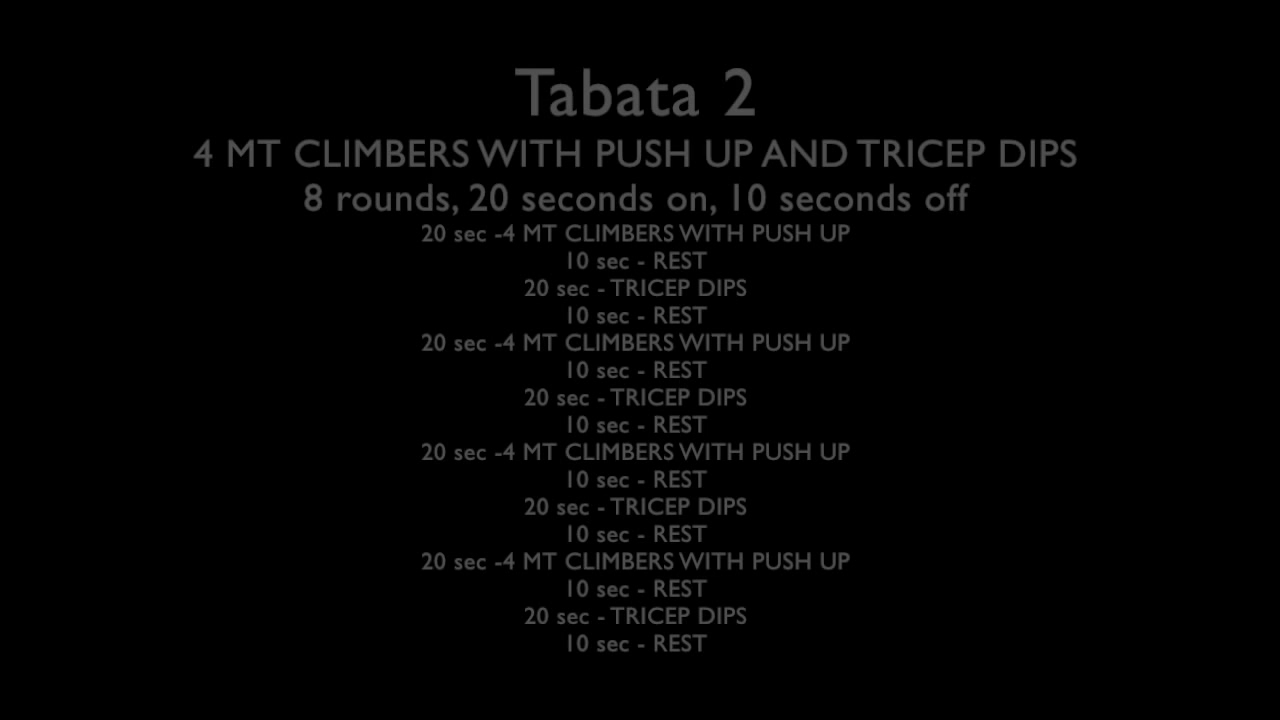 Tabata 2
4 MT CLIMBERS WITH PUSH UP AND TRICEP DIPS
8 rounds, 20 seconds on, 10 seconds off
20 sec -4 MT CLIMBERS WITH PUSH UP
10 sec - REST
20 sec - TRICEP DIPS
10 sec - REST
20 sec -4 MT CLIMBERS WITH PUSH UP
10 sec - REST
20 sec - TRICEP DIPS
10 sec - REST
20 sec -4 MT CLIMBERS WITH PUSH UP
10 sec - REST
20 sec - TRICEP DIPS
10 sec - REST
20 sec -4 MT CLIMBERS WITH PUSH UP
10 sec - REST
20 sec - TRICEP DIPS
10 sec - REST